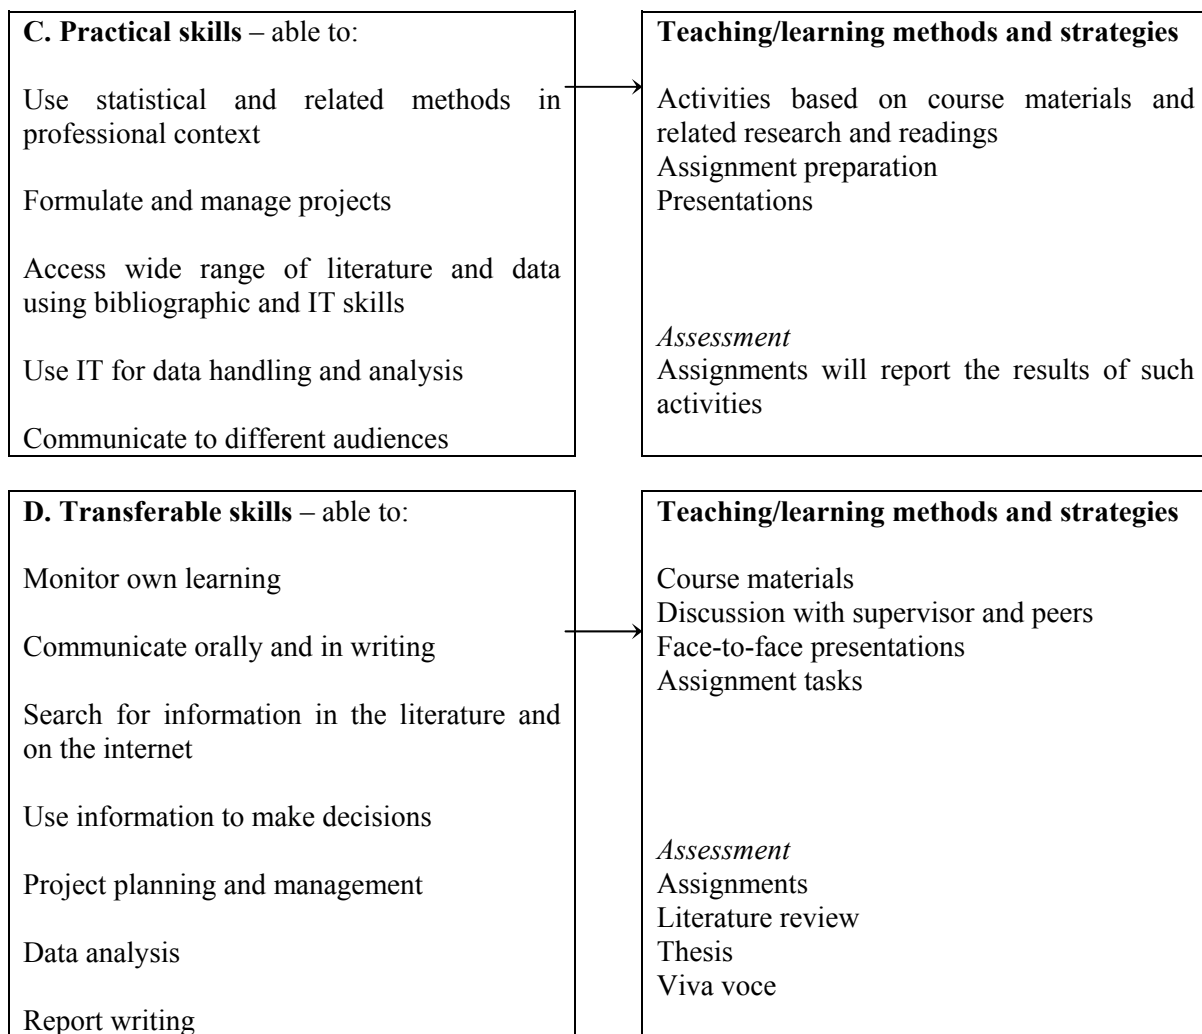 C. Practical skills – able to:
Use statistical and related methods in
professional context
Formulate and manage projects
Access wide range of literature and data
using bibliographic and IT skills
Use IT for data handling and analysis
Communicate to different audiences
Teaching/learning methods and strategies
Activities based on course materials and
related research and readings
Assignment preparation
Presentations
Assessment
Assignments will report the results of such
activities
D. Transferable skills – able to:
Monitor own learning
Communicate orally and in writing
Search for information in the literature and
on the internet
Use information to make decisions
Project planning and management
Data analysis
Report writing
Teaching/learning methods and strategies
Course materials
Discussion with supervisor and peers
Face-to-face presentations
Assignment tasks
Assessment
Assignments
Literature review
Thesis
Viva voce